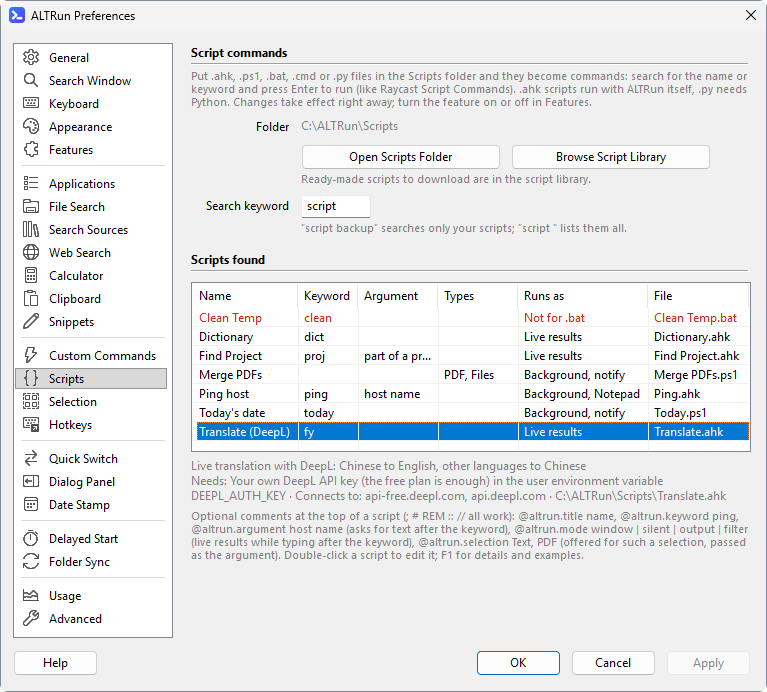 ALTRun Preferences
General
Search Window
Keyboard
Appearance
Features
Applications
File Search
Search Sources
Web Search
Calculator
Clipboard
Snippets
Custom Commands
Scripts
Selection
Hotkeys
Quick Switch
Dialog Panel
Date Stamp
Delayed Start
Folder Sync
Usage
Advanced
Script commands
Put .ahk, .ps1, .bat, .cmd or .py files in the Scripts folder and they become commands: search for the name or
keyword and press Enter to run (like Raycast Script Commands). .ahk scripts run with ALTRun itself, .py needs
Python. Changes take effect right away; turn the feature on or off in Features.
Folder C:\ALTRun\Scripts
Open Scripts Folder Browse Script Library
Ready-made scripts to download are in the script library.
Search keyword script
"script backup" searches only your scripts; "script " lists them all.
Scripts found
Name Keyword Argument Types Runs as File
Clean Temp clean Not for .bat Clean Temp.bat
Dictionary dict Live results Dictionary.ahk
Find Project proj part of a pr... Live results Find Project.ahk
Merge PDFs PDF, Files Background, notify Merge PDFs.ps1
Ping host ping host name Background, Notepad Ping.ahk
Today's date today Background, notify Today.ps1
Translate (DeepL) fy Live results Translate.ahk
Live translation with DeepL: Chinese to English, other languages to Chinese
Needs: Your own DeepL API key (the free plan is enough) in the user environment variable
DEEPL_AUTH_KEY · Connects to: api-free.deepl.com, api.deepl.com · C:\ALTRun\Scripts\Translate.ahk
Optional comments at the top of a script (; # REM :: // all work): @altrun.title name, @altrun.keyword ping,
@altrun.argument host name (asks for text after the keyword), @altrun.mode window | silent | output | filter
(live results while typing after the keyword), @altrun.selection Text, PDF (offered for such a selection, passed
as the argument). Double-click a script to edit it; F1 for details and examples.
Help OK Cancel Apply